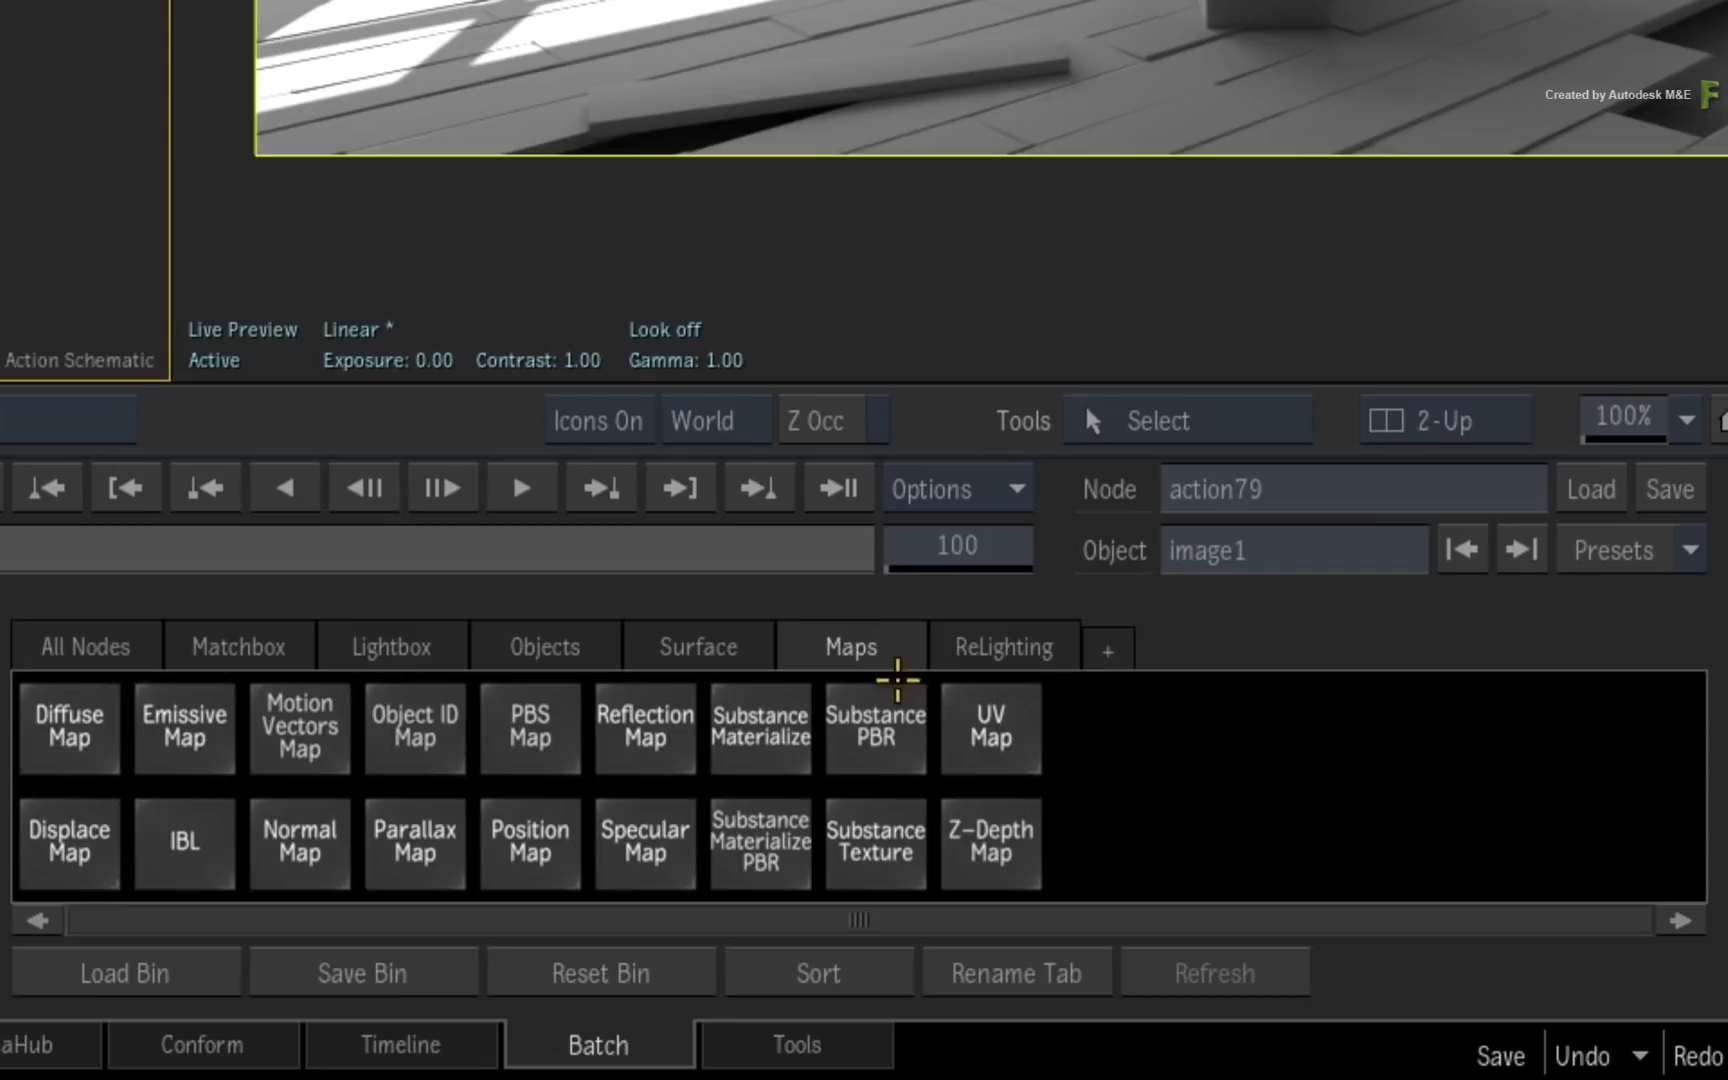 Created by Autodesk M&E
Live Preview Linear * Look off
Action Schematic Active Exposure: 0.00 Contrast: 1.00 Gamma: 1.00
Icons On World Z Occ Tools Select 2-Up 100%
Options Node action79 Load Save
100 Object image1 Presets
All Nodes Matchbox Lightbox Objects Surface Maps ReLighting +
Diffuse Map
Emissive Map
Motion Vectors Map
Object ID Map
PBS Map
Reflection Map
Substance Materialize
Substance PBR
UV Map
Displace Map
IBL
Normal Map
Parallax Map
Position Map
Specular Map
Substance Materialize PBR
Substance Texture
Z-Depth Map
Load Bin Save Bin Reset Bin Sort Rename Tab Refresh
aHub Conform Timeline Batch Tools Save Undo Redo